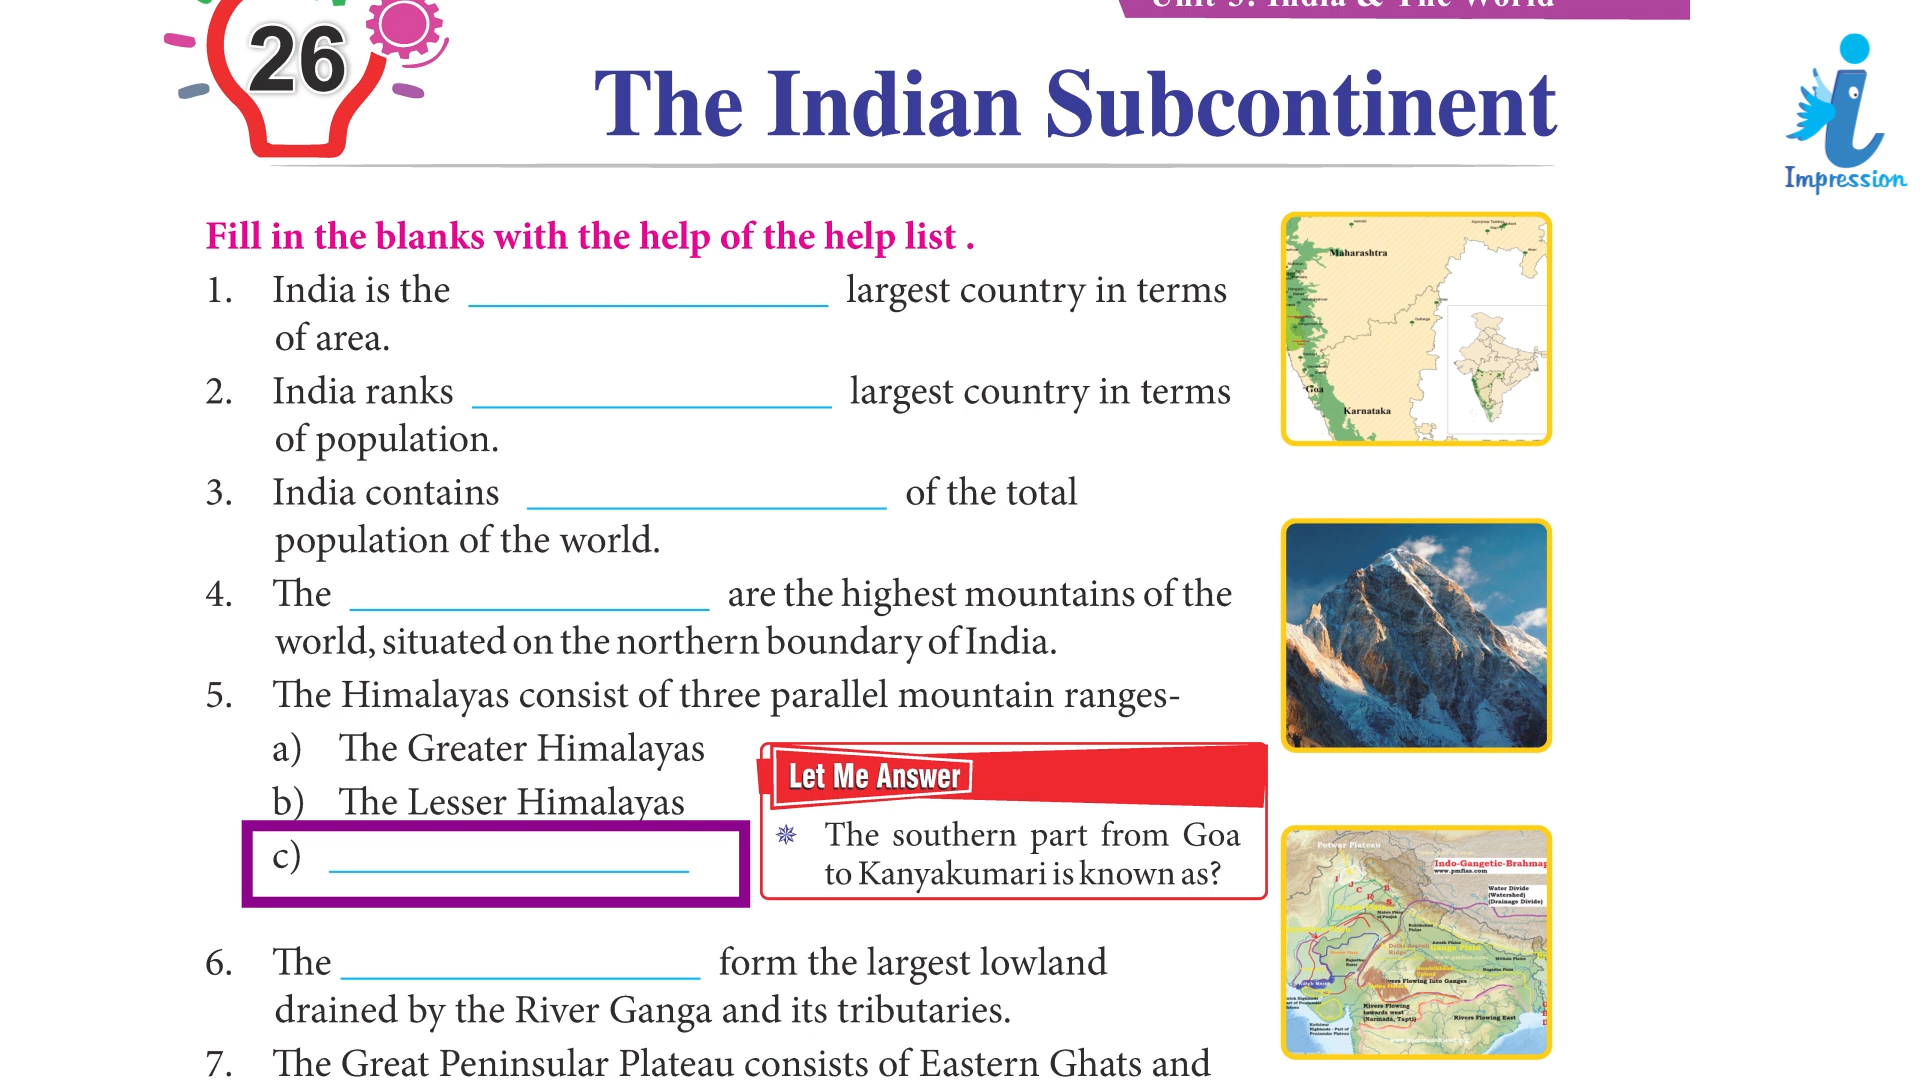 Unit-3: India & The World
26
The Indian Subcontinent
Impression
Fill in the blanks with the help of the help list .
1. India is the ____________ largest country in terms
of area.
2. India ranks ____________ largest country in terms
of population.
3. India contains ____________ of the total
population of the world.
4. The ____________ are the highest mountains of the
world, situated on the northern boundary of India.
5. The Himalayas consist of three parallel mountain ranges-
a) The Greater Himalayas
b) The Lesser Himalayas
c) ____________
Let Me Answer
The southern part from Goa
to Kanyakumari is known as?
6. The ____________ form the largest lowland
drained by the River Ganga and its tributaries.
7. The Great Peninsular Plateau consists of Eastern Ghats and
Maharashtra
Goa
Karnataka
Potwar Plateau
Indo-Gangetic-Brahmap
www.pmfias.com
Water Divide
(Watershed)
(Drainage Divide)
Ganga Plain
Rivers Flowing Into Ganges
Rivers Flowing
towards west
(Narmada, Tapti)
Rivers Flowing East